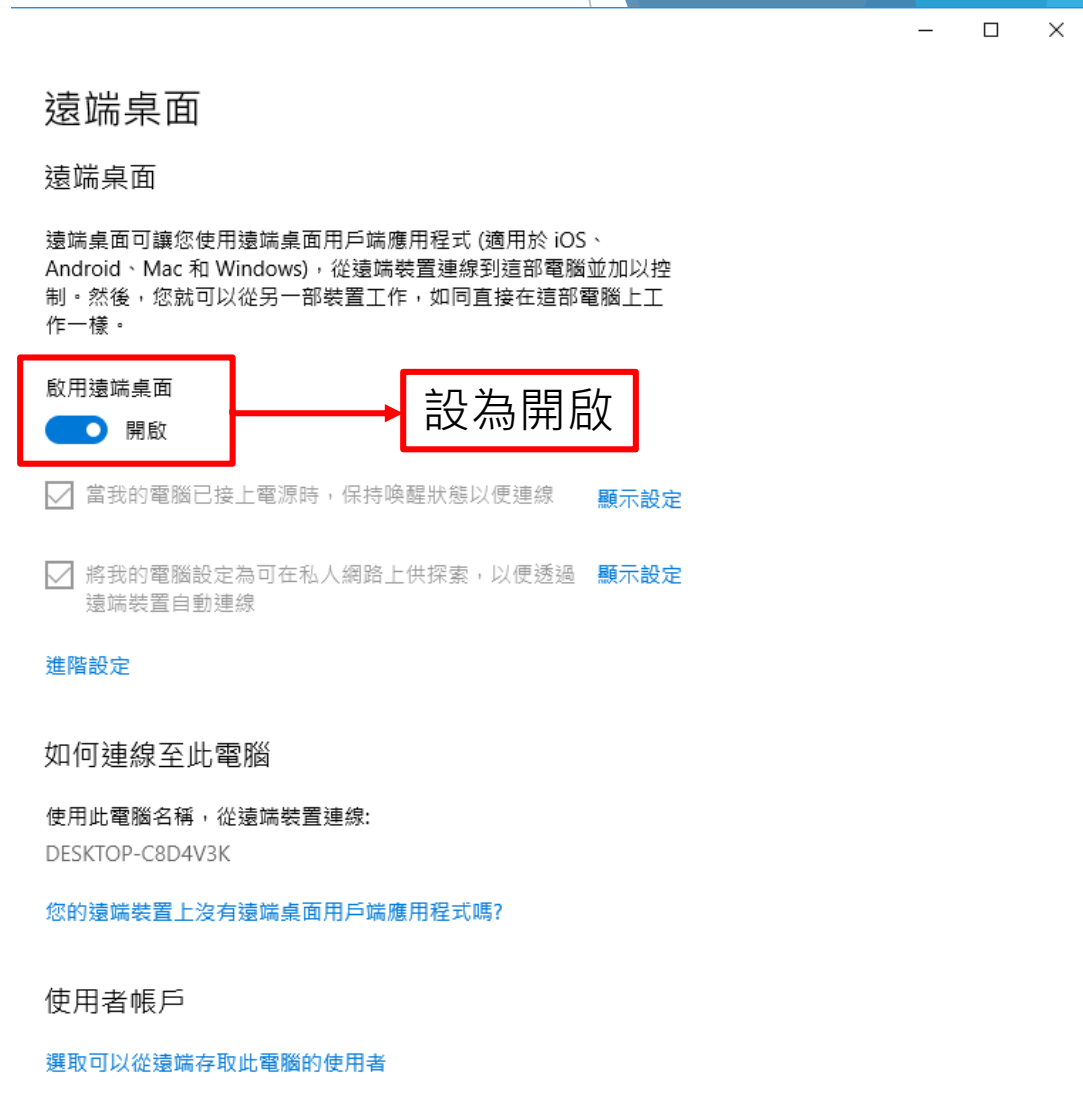 遠端桌面
遠端桌面
遠端桌面可讓您使用遠端桌面用戶端應用程式 (適用於 iOS、
Android、Mac 和 Windows)，從遠端裝置連線到這部電腦並加以控
制。然後，您就可以從另一部裝置工作，如同直接在這部電腦上工
作一樣。
啟用遠端桌面
開啟
設為開啟
當我的電腦已接上電源時，保持喚醒狀態以便連線
顯示設定
將我的電腦設定為可在私人網路上供探索，以便透過
遠端裝置自動連線
顯示設定
進階設定
如何連線至此電腦
使用此電腦名稱，從遠端裝置連線:
DESKTOP-C8D4V3K
您的遠端裝置上沒有遠端桌面用戶端應用程式嗎?
使用者帳戶
選取可以從遠端存取此電腦的使用者